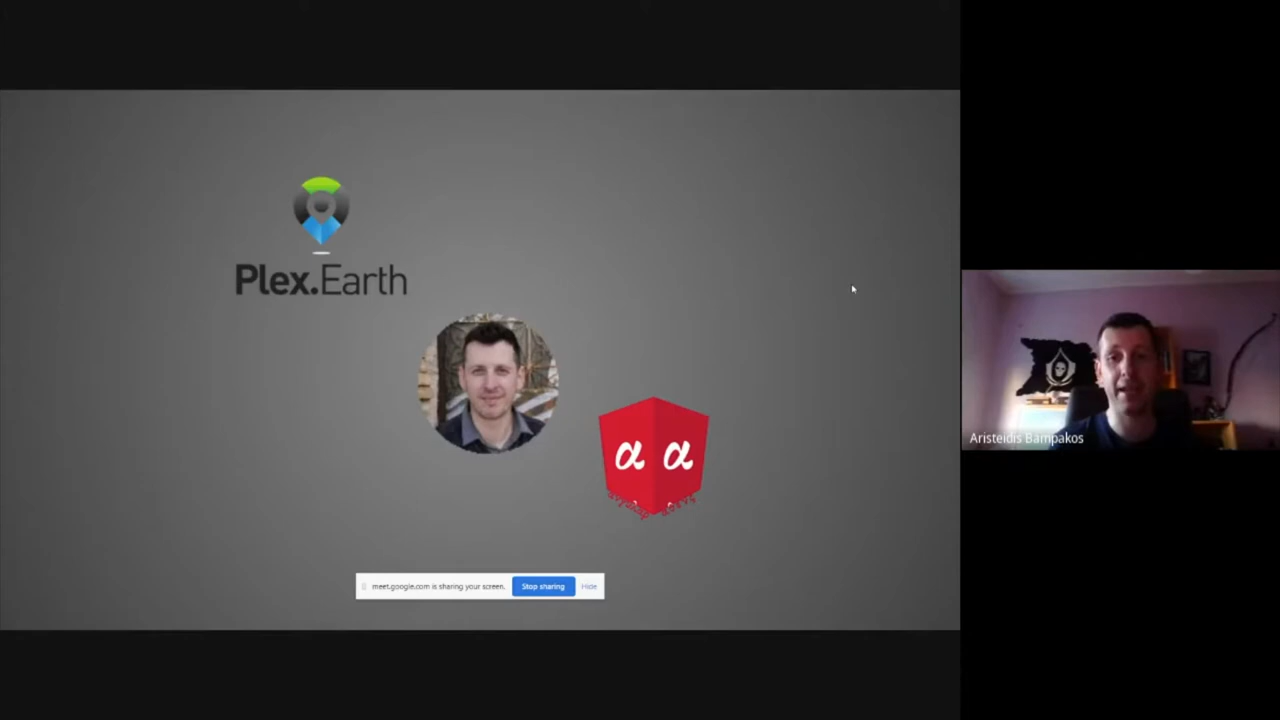 Plex.Earth
α α
meet.google.com is sharing your screen.
Stop sharing
Hide
Aristeidis Bampakos